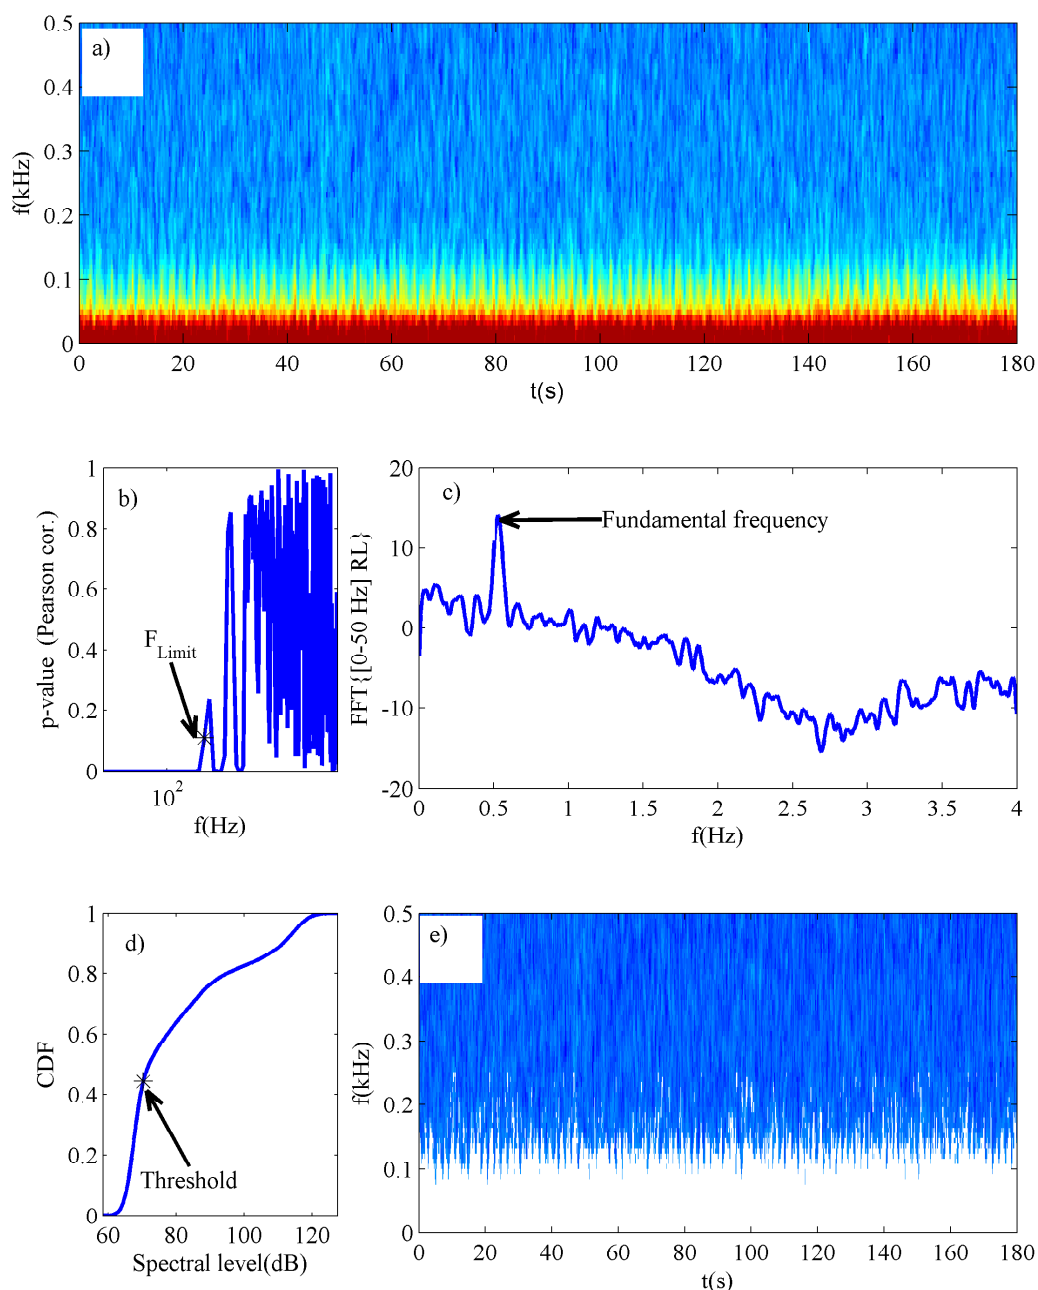 a)
0.5
0.4
0.3
0.2
0.1
0
f(kHz)
0 20 40 60 80 100 120 140 160 180
t(s)
b)
1
0.8
0.6
0.4
0.2
0
p-value (Pearson cor.)
F_Limit
10^2
f(Hz)
c)
20
10
0
-10
-20
FFT{[0-50 Hz] RL}
Fundamental frequency
0 0.5 1 1.5 2 2.5 3 3.5 4
f(Hz)
d)
1
0.8
0.6
0.4
0.2
0
CDF
Threshold
60 80 100 120
Spectral level(dB)
e)
0.5
0.4
0.3
0.2
0.1
0
f(kHz)
0 20 40 60 80 100 120 140 160 180
t(s)